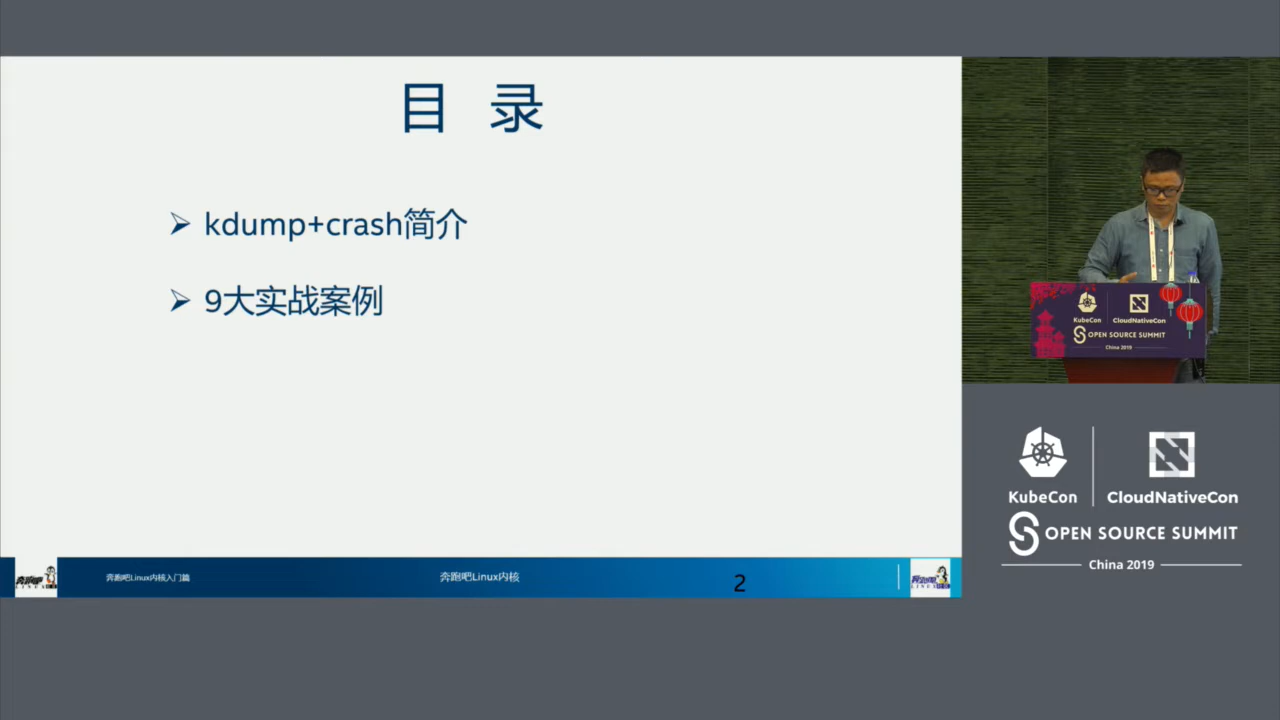 目 录
kdump+crash简介
9大实战案例
奔跑吧Linux内核入门篇
奔跑吧Linux内核
2
KubeCon
CloudNativeCon
OPEN SOURCE SUMMIT
China 2019
KubeCon
CloudNativeCon
OPEN SOURCE SUMMIT
China 2019